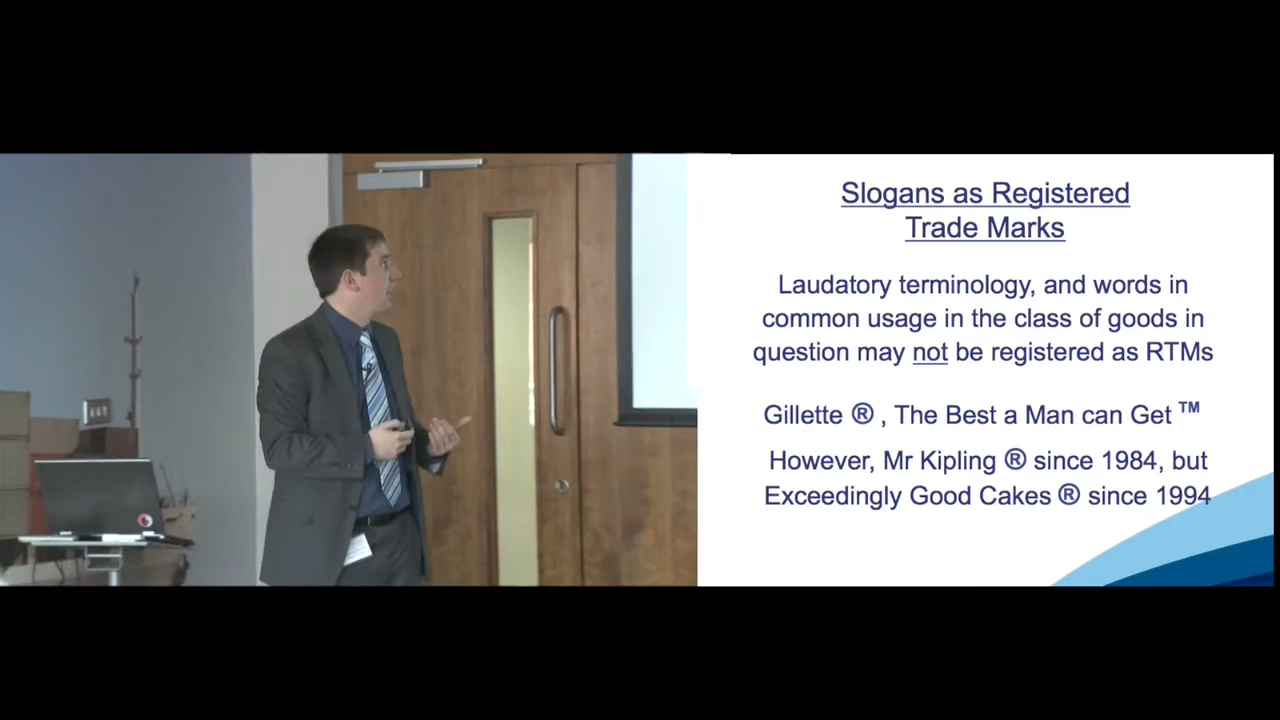 Slogans as Registered
Trade Marks
Laudatory terminology, and words in
common usage in the class of goods in
question may not be registered as RTMs
Gillette ® , The Best a Man can Get ™
However, Mr Kipling ® since 1984, but
Exceedingly Good Cakes ® since 1994